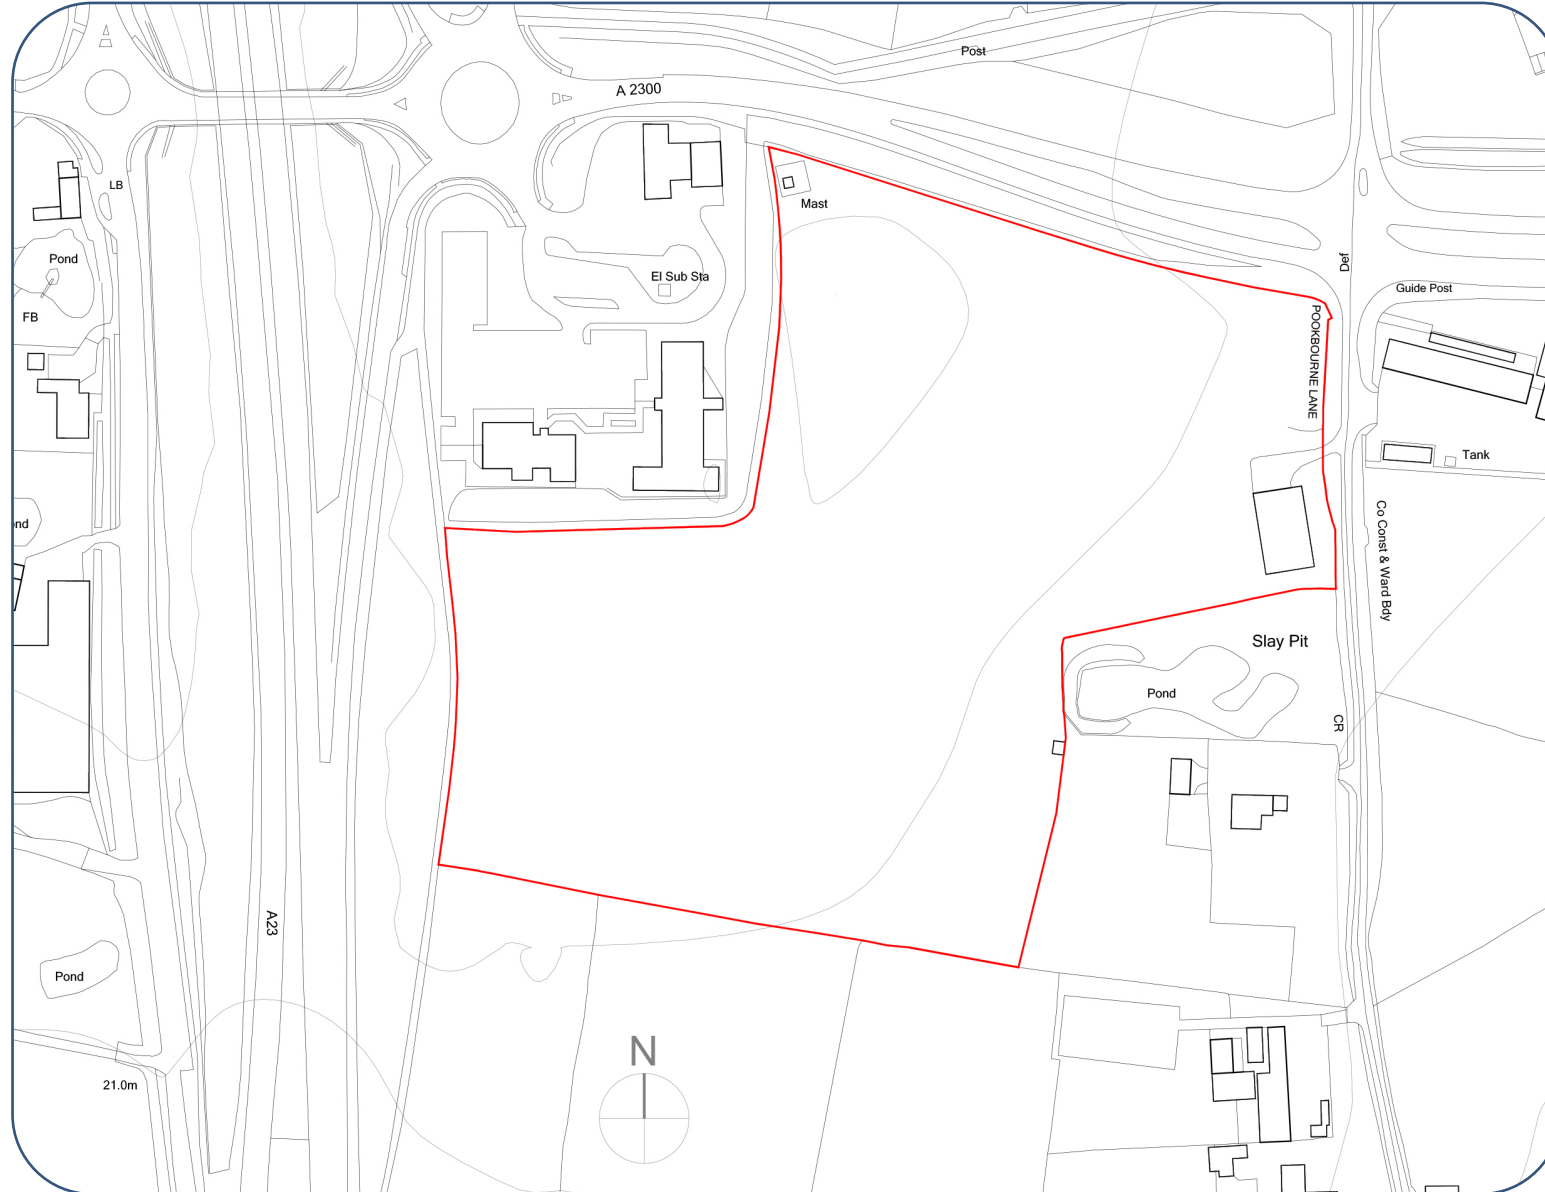 Post
A 2300
LB
Mast
Pond
Def
El Sub Sta
Guide Post
FB
POOKBOURNE LANE
Tank
nd
Co Const & Ward Bdy
Slay Pit
Pond
CR
A23
Pond
N
21.0m